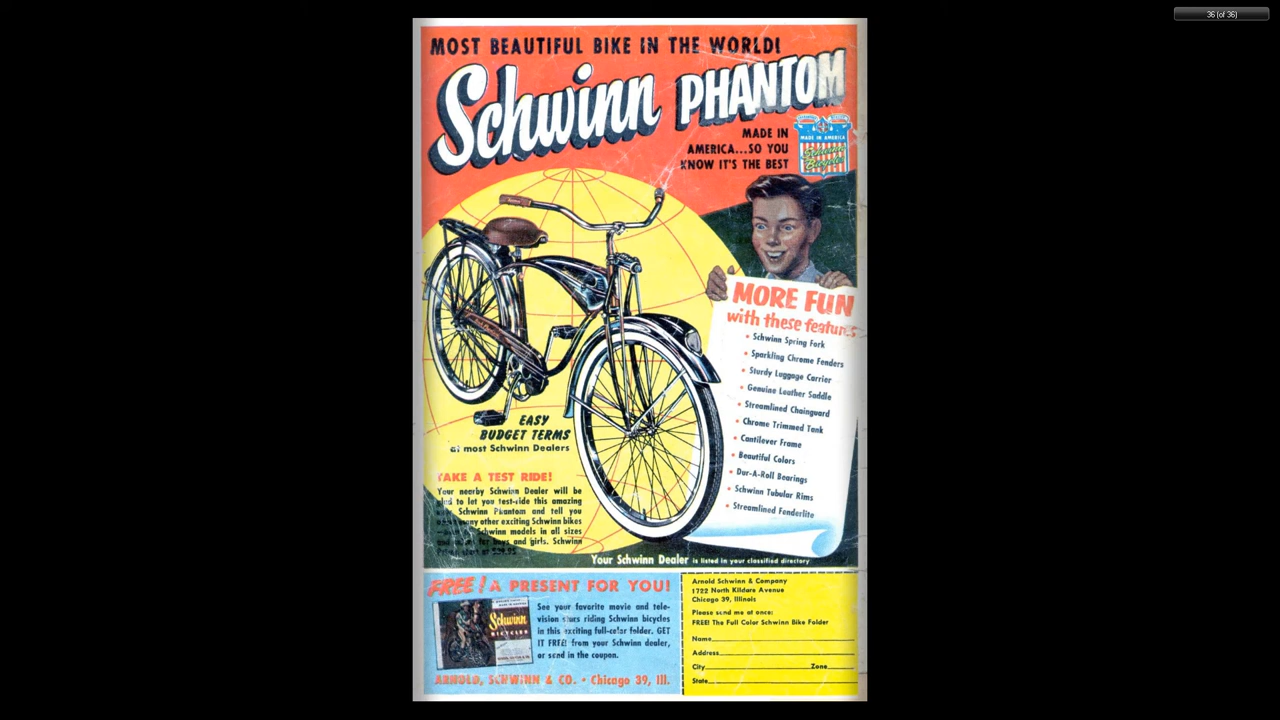 36 (of 36)
MOST BEAUTIFUL BIKE IN THE WORLD!
Schwinn PHANTOM
MADE IN
AMERICA...SO YOU
KNOW IT'S THE BEST
MADE IN AMERICA
Schwinn
Bicycles
MORE FUN
with these features
• Schwinn Spring Fork
• Sparkling Chrome Fenders
• Sturdy Luggage Carrier
• Genuine Leather Saddle
• Streamlined Chainguard
• Chrome Trimmed Tank
• Cantilever Frame
• Beautiful Colors
• Dur-A-Roll Bearings
• Schwinn Tubular Rims
• Streamlined Fenderlite
EASY
BUDGET TERMS
at most Schwinn Dealers
TAKE A TEST RIDE!
Your nearby Schwinn Dealer will be
glad to let you test-ride this amazing
Schwinn Phantom and tell you
many other exciting Schwinn bikes
Schwinn models in all sizes
for boys and girls. Schwinn
start at
Your Schwinn Dealer is listed in your classified directory
FREE! A PRESENT FOR YOU!
Schwinn
BICYCLES
See your favorite movie and tele-
vision stars riding Schwinn bicycles
in this exciting full-color folder. GET
IT FREE! from your Schwinn dealer,
or send in the coupon.
ARNOLD, SCHWINN & CO. • Chicago 39, Ill.
Arnold Schwinn & Company
1722 North Kildare Avenue
Chicago 39, Illinois
Please send me at once:
FREE! The Full Color Schwinn Bike Folder
Name
Address
City Zone
State